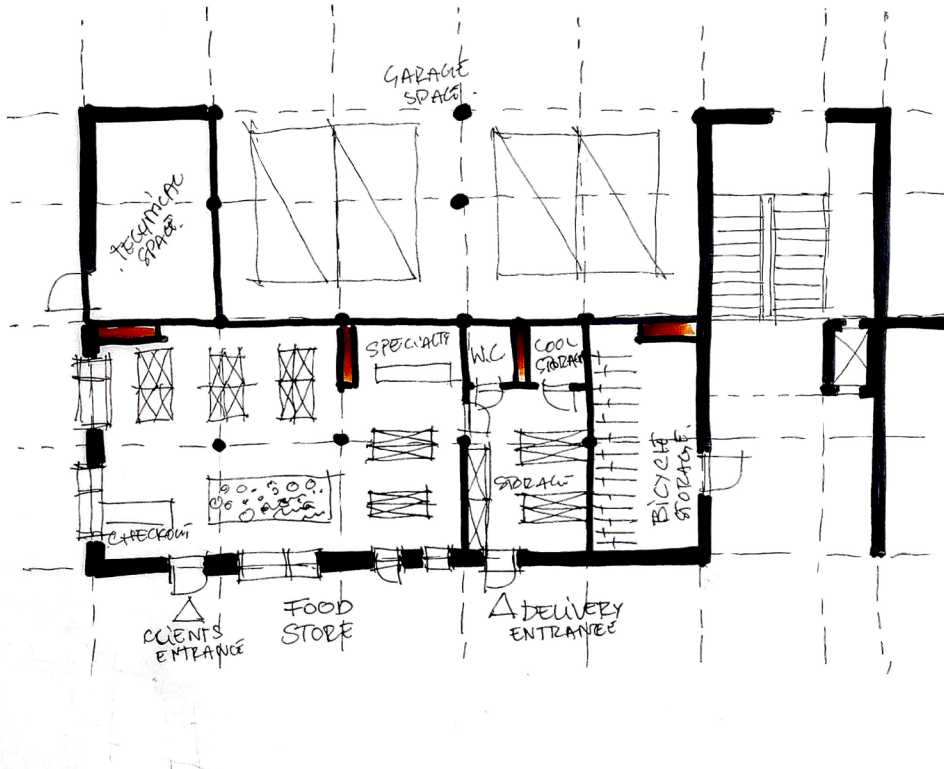 GARAGE
SPACE.
TECHNICAL
SPACE.
SPECIALTY
W.C
COOL
STORAGE
STORAGE
BICYCLE
STORAGE.
CHECKOUT
CLIENTS
ENTRANCE
FOOD
STORE
DELIVERY
ENTRANCE